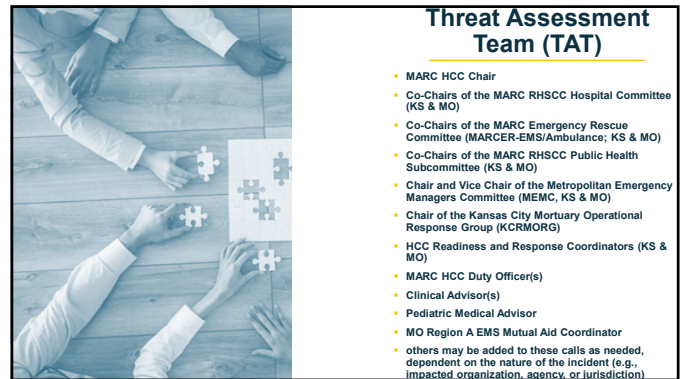 Threat Assessment
Team (TAT)
▪ MARC HCC Chair
▪ Co-Chairs of the MARC RHSCC Hospital Committee
(KS & MO)
▪ Co-Chairs of the MARC Emergency Rescue
Committee (MARCER-EMS/Ambulance; KS & MO)
▪ Co-Chairs of the MARC RHSCC Public Health
Subcommittee (KS & MO)
▪ Chair and Vice Chair of the Metropolitan Emergency
Managers Committee (MEMC, KS & MO)
▪ Chair of the Kansas City Mortuary Operational
Response Group (KCRMORG)
▪ HCC Readiness and Response Coordinators (KS &
MO)
▪ MARC HCC Duty Officer(s)
▪ Clinical Advisor(s)
▪ Pediatric Medical Advisor
▪ MO Region A EMS Mutual Aid Coordinator
▪ others may be added to these calls as needed,
dependent on the nature of the incident (e.g.,
impacted organization, agency, or jurisdiction)